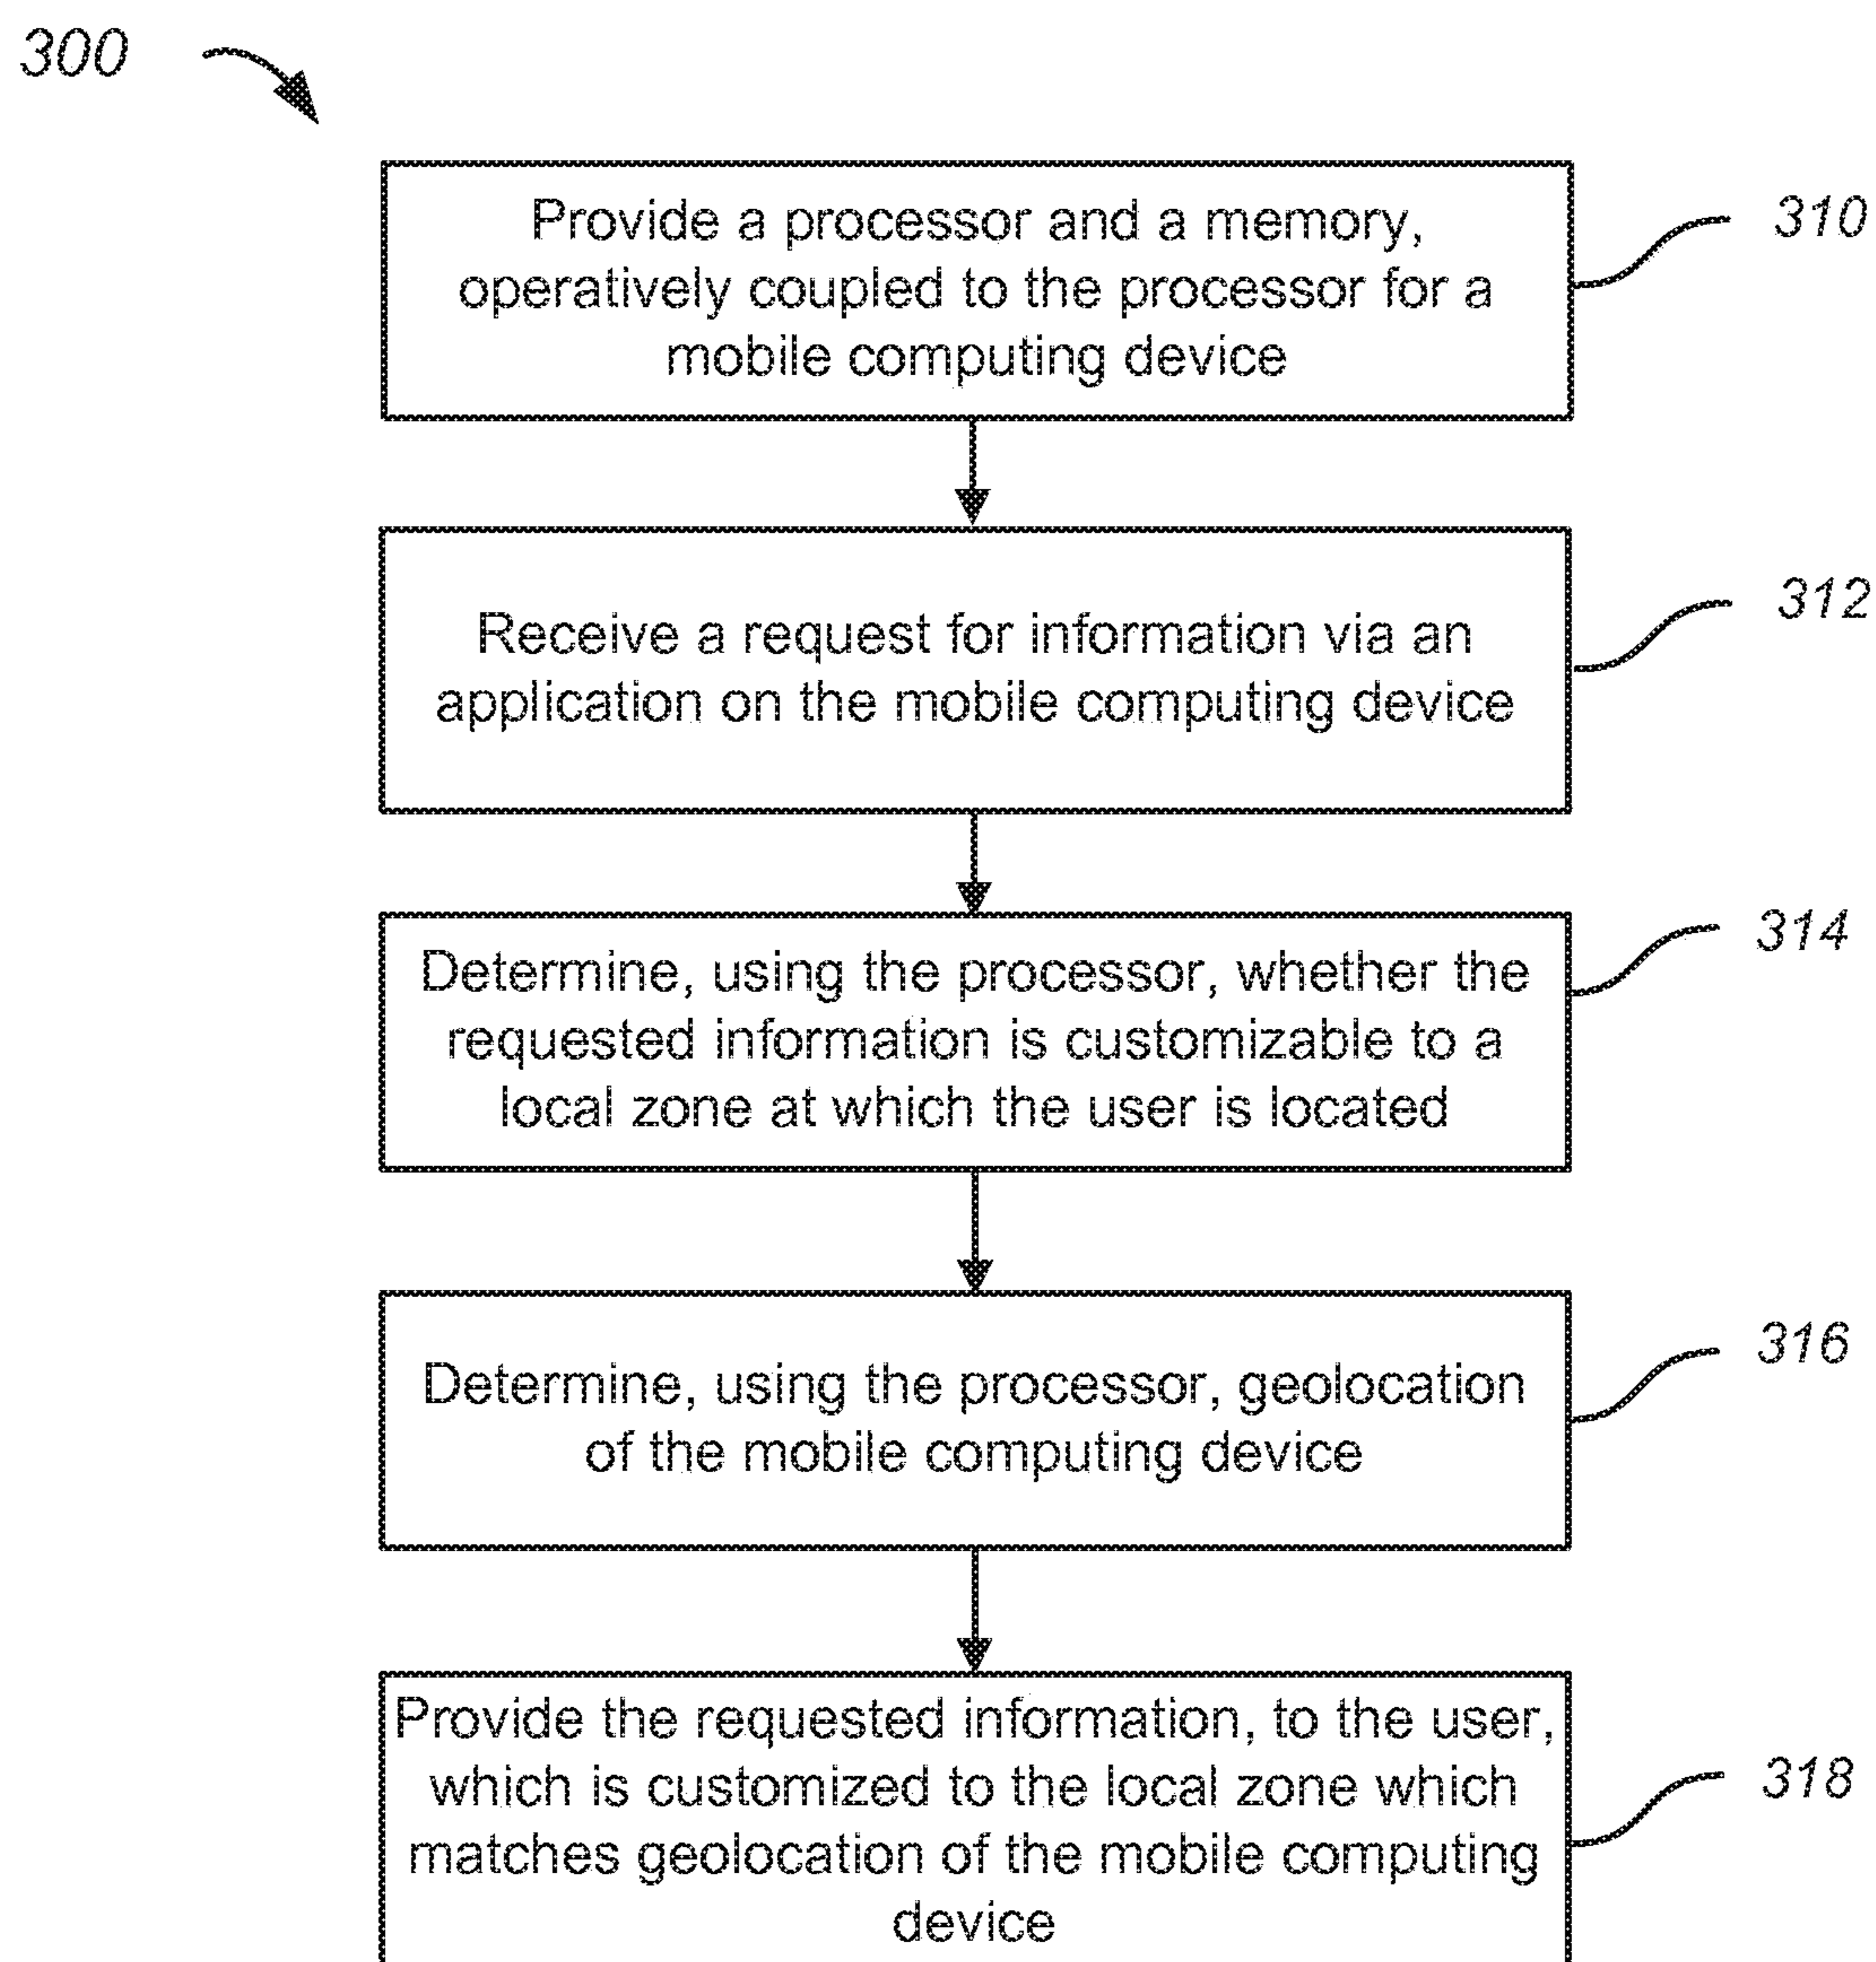 300
Provide a processor and a memory,
operatively coupled to the processor for a
mobile computing device
310
Receive a request for information via an
application on the mobile computing device
312
Determine, using the processor, whether the
requested information is customizable to a
local zone at which the user is located
314
Determine, using the processor, geolocation
of the mobile computing device
316
Provide the requested information, to the user,
which is customized to the local zone which
matches geolocation of the mobile computing
device
318